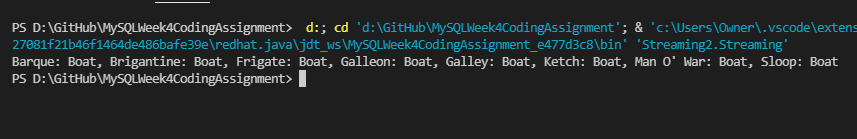 PS D:\GitHub\MySQLWeek4CodingAssignment>  d:; cd 'd:\GitHub\MySQLWeek4CodingAssignment'; & 'c:\Users\Owner\.vscode\extens
27081f21b46f1464de486bafe39e\redhat.java\jdt_ws\MySQLWeek4CodingAssignment_e477d3c8\bin' 'Streaming2.Streaming'
Barque: Boat, Brigantine: Boat, Frigate: Boat, Galleon: Boat, Galley: Boat, Ketch: Boat, Man O' War: Boat, Sloop: Boat
PS D:\GitHub\MySQLWeek4CodingAssignment>